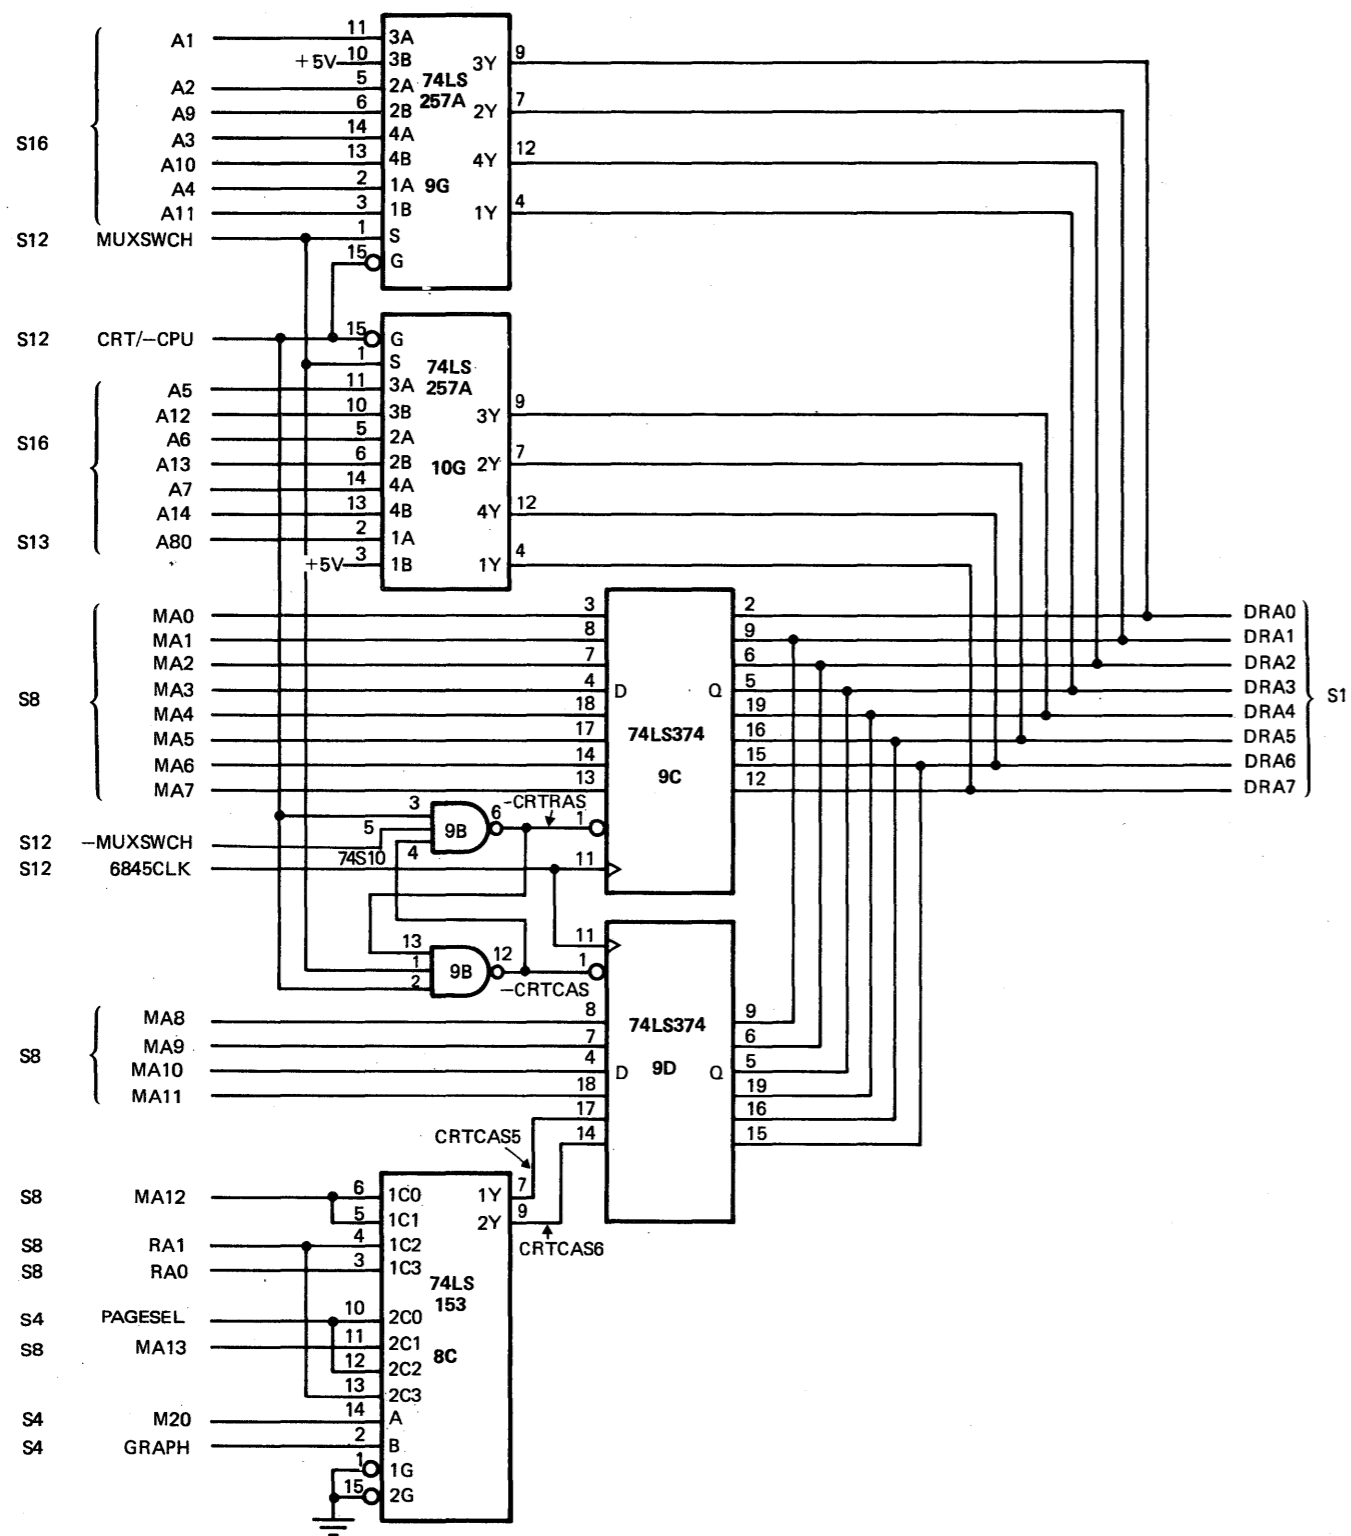 A1 11 3A
+5V 10 3B 3Y 9
A2 5 2A 74LS
A9 6 2B 257A 2Y 7
S16 A3 14 4A
A10 13 4B 4Y 12
A4 2 1A 9G
A11 3 1B 1Y 4
S12 MUXSWCH 1 S
15 G
S12 CRT/−CPU 15 G
1 S 74LS
A5 11 3A 257A
A12 10 3B 3Y 9
S16 A6 5 2A
A13 6 2B 10G 2Y 7
A7 14 4A
A14 13 4B 4Y 12
S13 A80 2 1A
+5V 3 1B 1Y 4
MA0 3 2 DRA0
MA1 8 9 DRA1
MA2 7 6 DRA2
S8 MA3 4 D Q 5 DRA3 S1
MA4 18 19 DRA4
MA5 17 74LS374 16 DRA5
MA6 14 15 DRA6
MA7 13 9C 12 DRA7
3 9B 6 -CRTRAS 1
S12 −MUXSWCH 5
74S10 4
S12 6845CLK 11
13 11
1 9B 12 1
2 −CRTCAS
MA8 8 74LS374 9
MA9 7 6
S8 MA10 4 D 9D Q 5
MA11 18 19
17 16
CRTCAS5 14 15
S8 MA12 6 1C0 1Y 7
5 1C1 2Y 9
S8 RA1 4 1C2 CRTCAS6
S8 RA0 3 1C3 74LS
153
S4 PAGESEL 10 2C0
S8 MA13 11 2C1 8C
12 2C2
13 2C3
S4 M20 14 A
S4 GRAPH 2 B
1 1G
15 2G